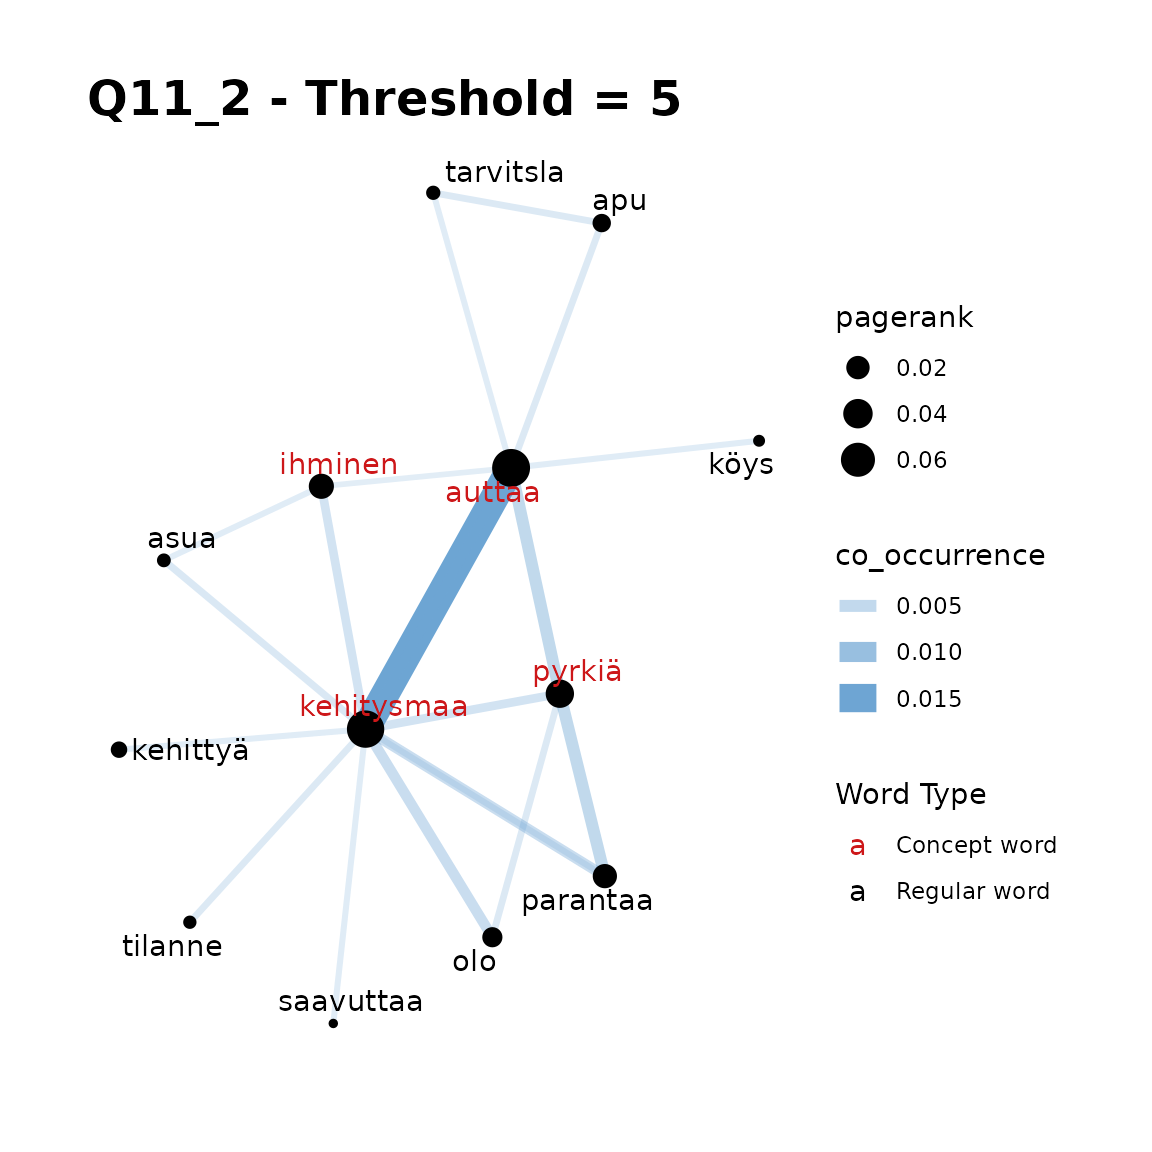 Q11_2 - Threshold = 5
tarvitsla
apu
ihminen
auttaa
köys
asua
pyrkiä
kehitysmaa
kehittyä
parantaa
tilanne
olo
saavuttaa
pagerank
0.02
0.04
0.06
co_occurrence
0.005
0.010
0.015
Word Type
a Concept word
a Regular word